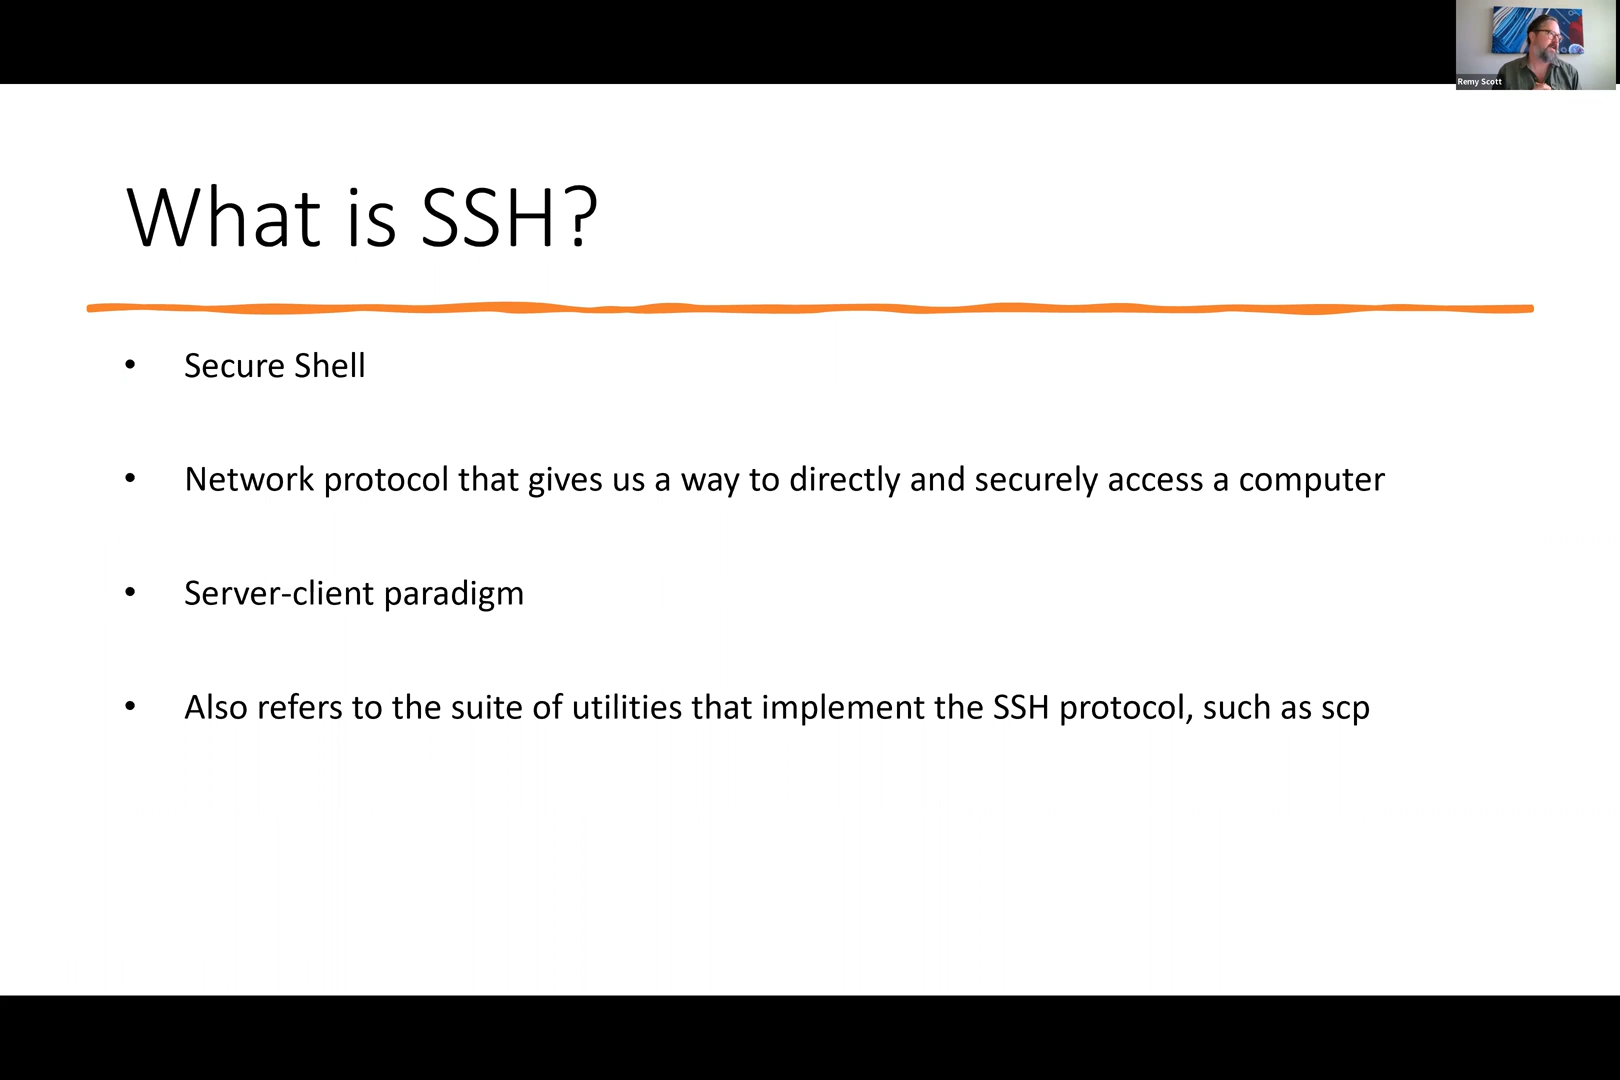 Remy Scott
What is SSH?
• Secure Shell
• Network protocol that gives us a way to directly and securely access a computer
• Server-client paradigm
• Also refers to the suite of utilities that implement the SSH protocol, such as scp